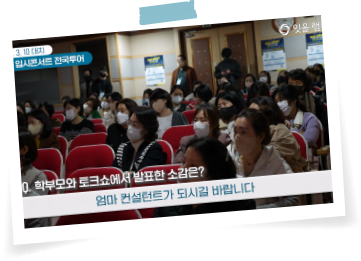 잇올랩
3. 10 대치
입시콘서트 전국투어
0. 학부모와 토크쇼에서 발표한 소감은?
엄마 컨설턴트가 되시길 바랍니다